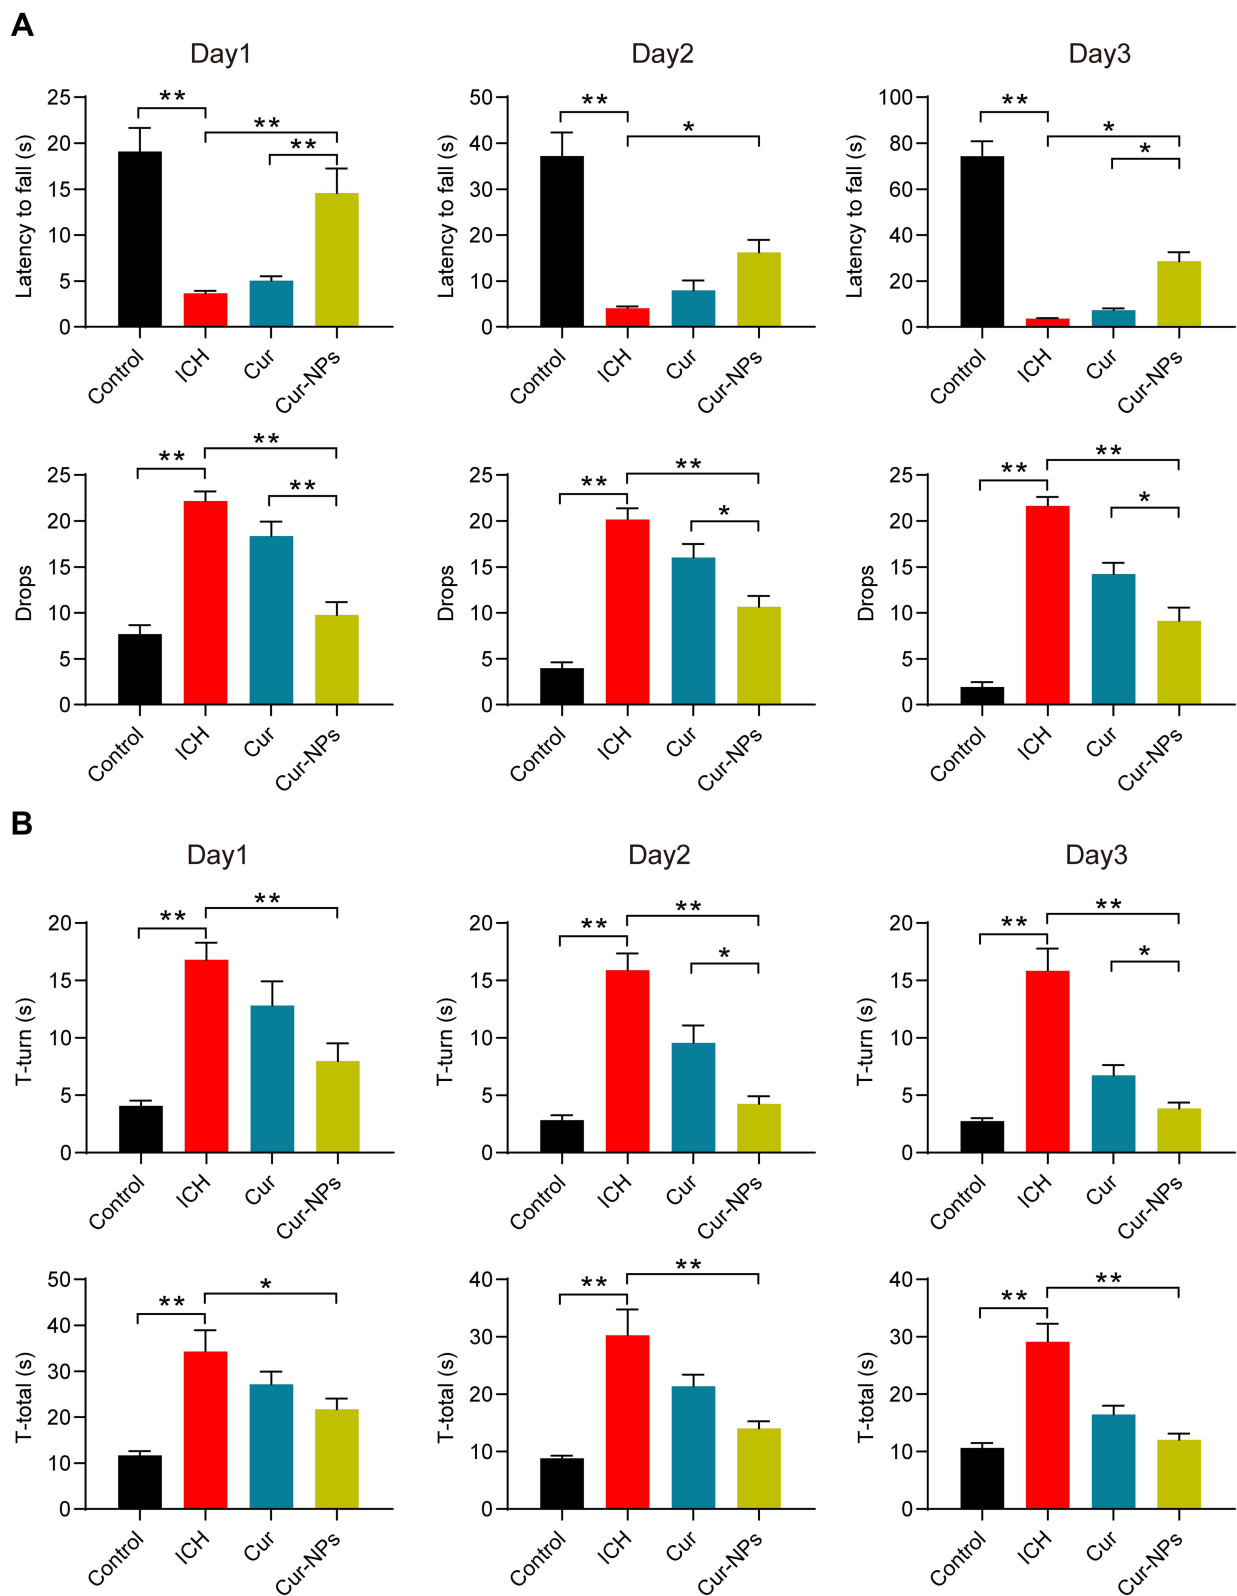 A
Day1 Day2 Day3
Latency to fall (s)
25
20
15
10
5
0
** ** **
Control ICH Cur Cur-NPs
Latency to fall (s)
50
40
30
20
10
0
** *
Control ICH Cur Cur-NPs
Latency to fall (s)
100
80
60
40
20
0
** * *
Control ICH Cur Cur-NPs
Drops
25
20
15
10
5
0
** ** **
Control ICH Cur Cur-NPs
Drops
25
20
15
10
5
0
** ** *
Control ICH Cur Cur-NPs
Drops
25
20
15
10
5
0
** ** *
Control ICH Cur Cur-NPs
B
Day1 Day2 Day3
T-turn (s)
20
15
10
5
0
** **
Control ICH Cur Cur-NPs
T-turn (s)
20
15
10
5
0
** ** *
Control ICH Cur Cur-NPs
T-turn (s)
20
15
10
5
0
** ** *
Control ICH Cur Cur-NPs
T-total (s)
50
40
30
20
10
0
** *
Control ICH Cur Cur-NPs
T-total (s)
40
30
20
10
0
** **
Control ICH Cur Cur-NPs
T-total (s)
40
30
20
10
0
** **
Control ICH Cur Cur-NPs